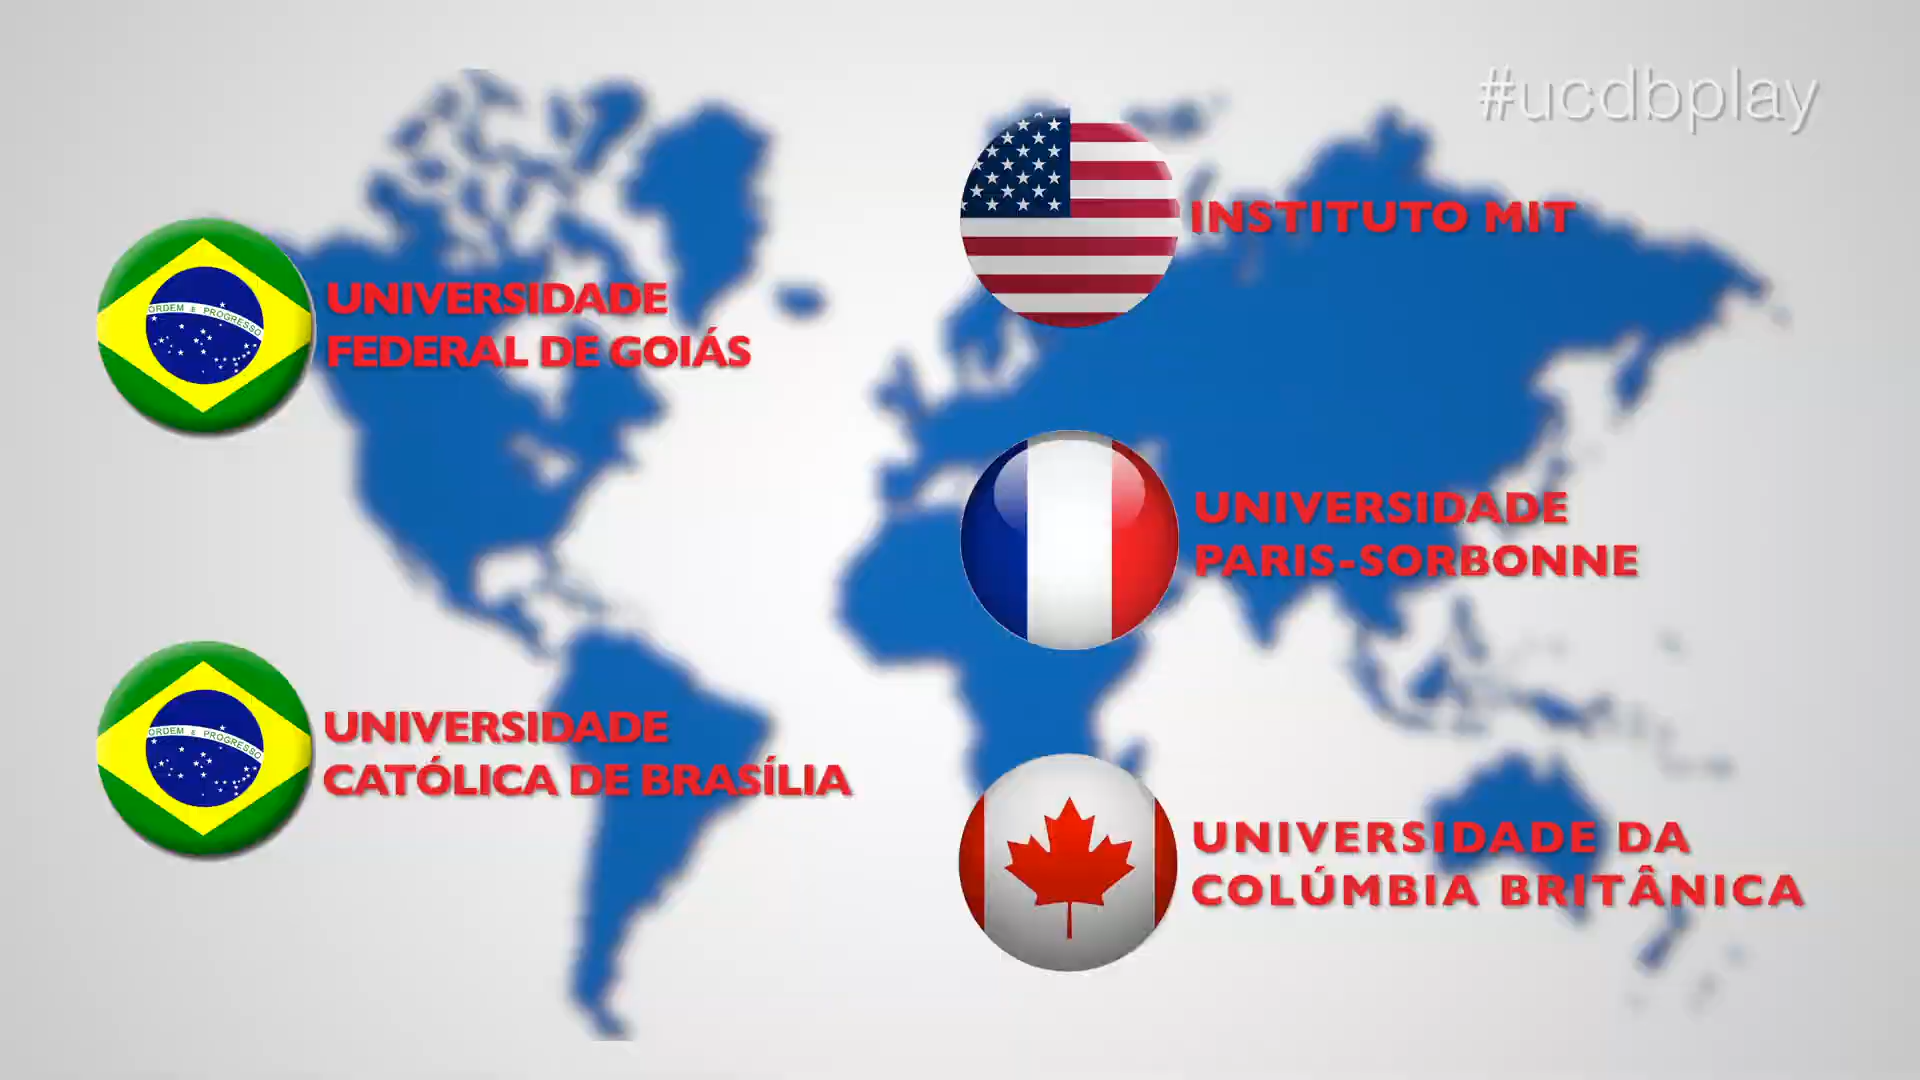 #ucdbplay
UNIVERSIDADE
FEDERAL DE GOIÁS
ORDEM E PROGRESSO
UNIVERSIDADE
CATÓLICA DE BRASÍLIA
ORDEM E PROGRESSO
INSTITUTO MIT
UNIVERSIDADE
PARIS-SORBONNE
UNIVERSIDADE DA
COLÚMBIA BRITÂNICA